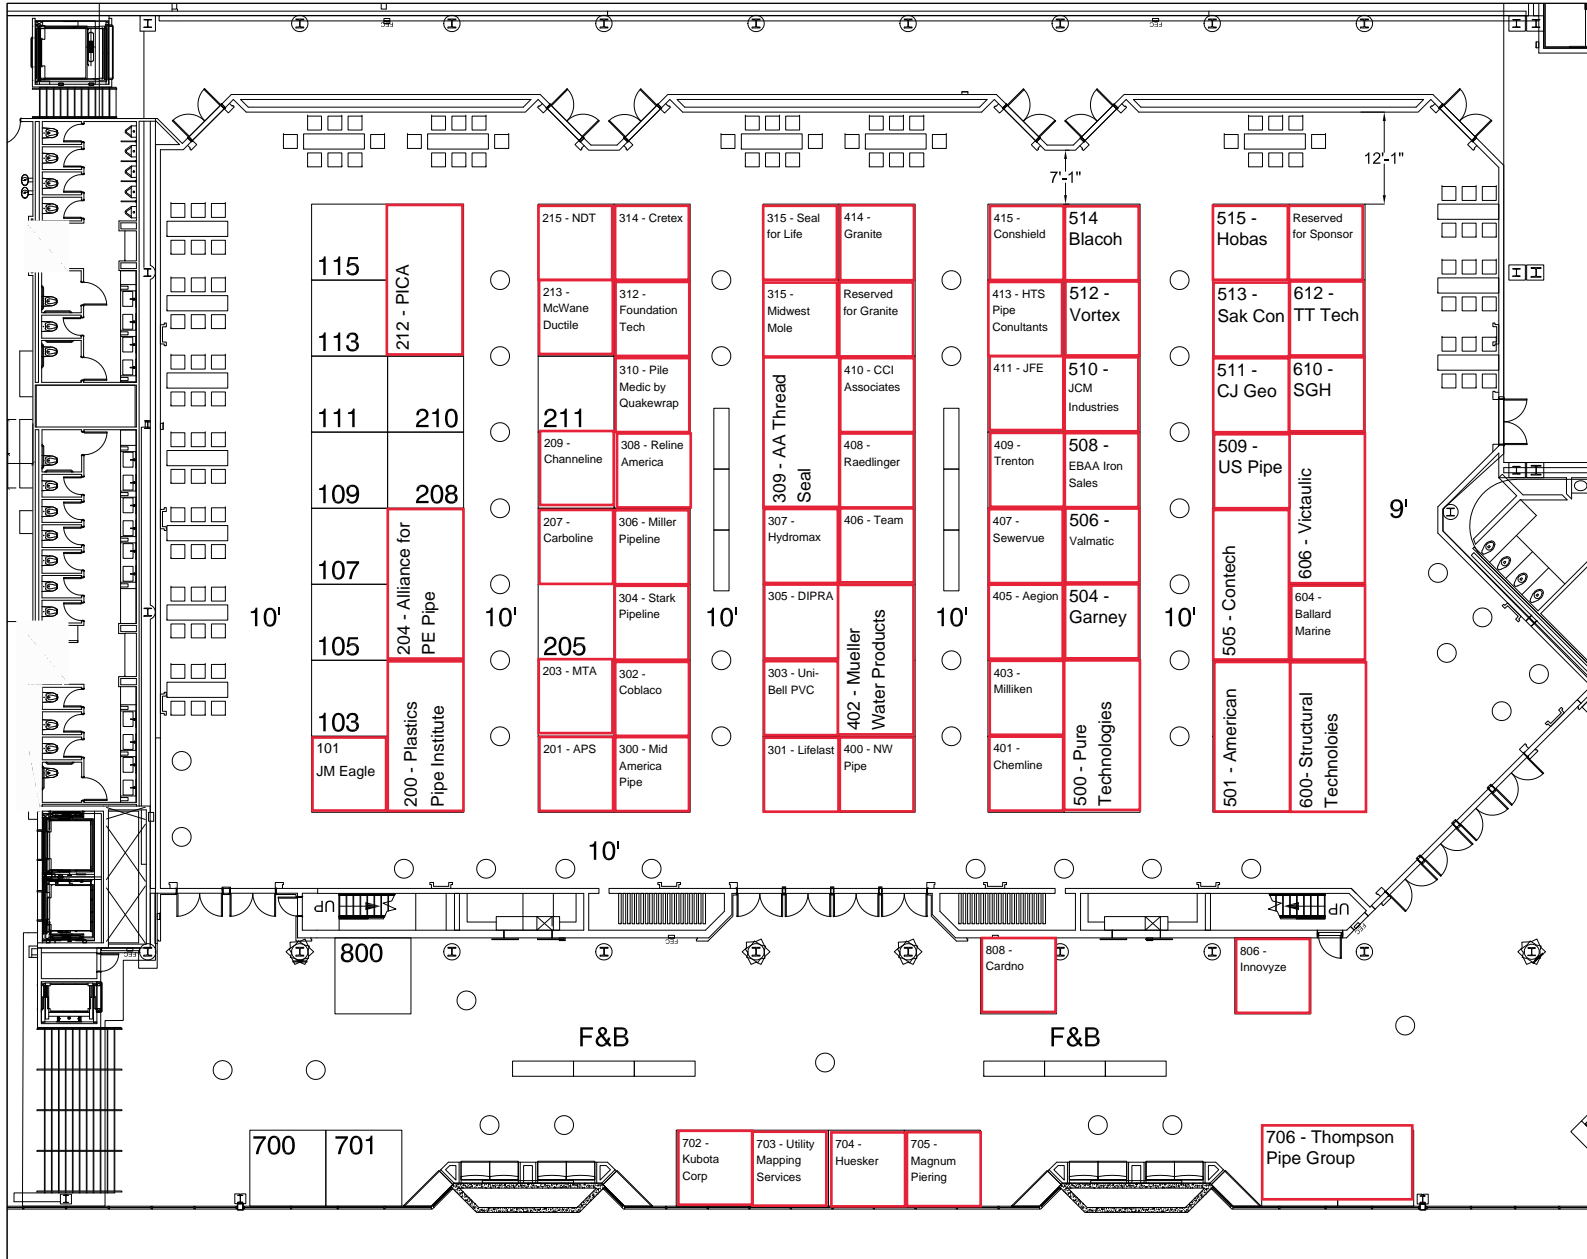 12'-1"
7'-1"
115
212 - PICA
215 - NDT
314 - Cretex
315 - Seal
for Life
414 -
Granite
415 -
Conshield
514
Blacoh
515 -
Hobas
Reserved
for Sponsor
113
213 -
McWane
Ductile
312 -
Foundation
Tech
315 -
Midwest
Mole
Reserved
for Granite
413 - HTS
Pipe
Conultants
512 -
Vortex
513 -
Sak Con
612 -
TT Tech
111
210
211
310 - Pile
Medic by
Quakewrap
309 - AA Thread
Seal
410 - CCI
Associates
411 - JFE
510 -
JCM
Industries
511 -
CJ Geo
610 -
SGH
109
208
209 -
Channeline
308 - Reline
America
408 -
Raedlinger
409 -
Trenton
508 -
EBAA Iron
Sales
509 -
US Pipe
606 - Victaulic
9'
107
204 - Alliance for
PE Pipe
207 -
Carboline
306 - Miller
Pipeline
307 -
Hydromax
406 - Team
407 -
Sewervue
506 -
Valmatic
505 - Contech
105
205
304 - Stark
Pipeline
305 - DIPRA
402 - Mueller
Water Products
405 - Aegion
504 -
Garney
604 -
Ballard
Marine
10'
10'
10'
10'
10'
103
200 - Plastics
Pipe Institute
203 - MTA
302 -
Coblaco
303 - Uni-
Bell PVC
403 -
Milliken
500 - Pure
Technologies
501 - American
600- Structural
Technoloies
101
JM Eagle
201 - APS
300 - Mid
America
Pipe
301 - Lifelast
400 - NW
Pipe
401 -
Chemline
10'
UP
UP
800
808 -
Cardno
806 -
Innovyze
F&B
F&B
700
701
702 -
Kubota
Corp
703 - Utility
Mapping
Services
704 -
Huesker
705 -
Magnum
Piering
706 - Thompson
Pipe Group